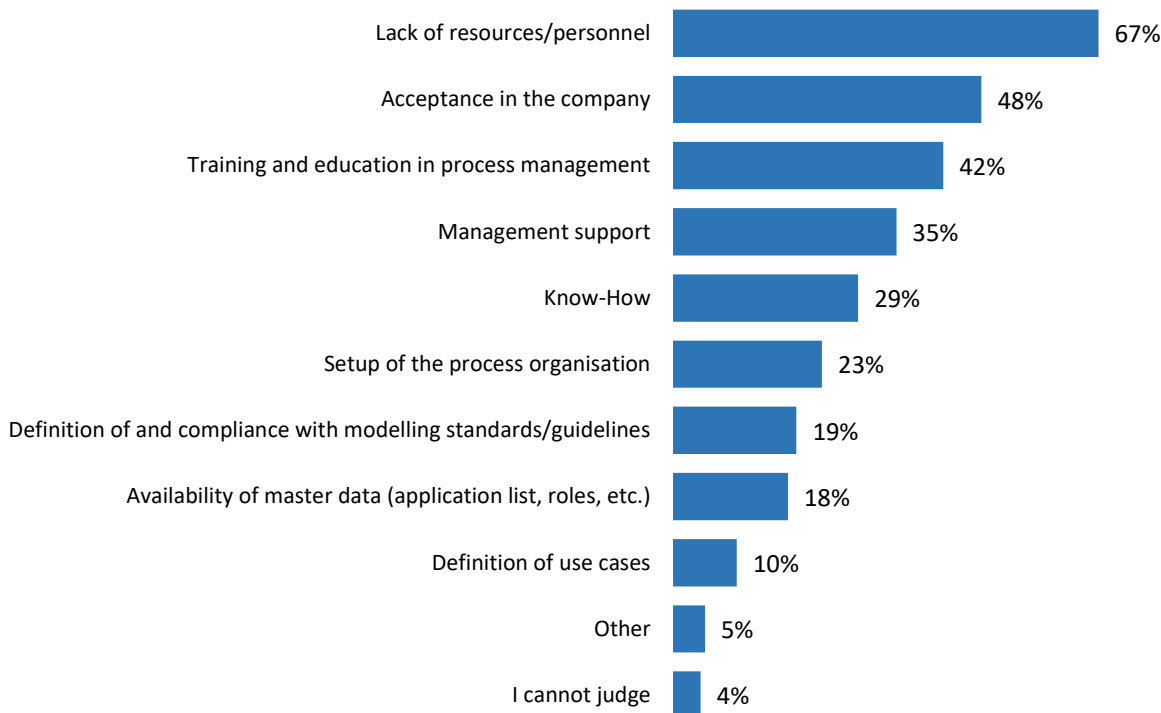 Lack of resources/personnel 67%
Acceptance in the company 48%
Training and education in process management 42%
Management support 35%
Know-How 29%
Setup of the process organisation 23%
Definition of and compliance with modelling standards/guidelines 19%
Availability of master data (application list, roles, etc.) 18%
Definition of use cases 10%
Other 5%
I cannot judge 4%